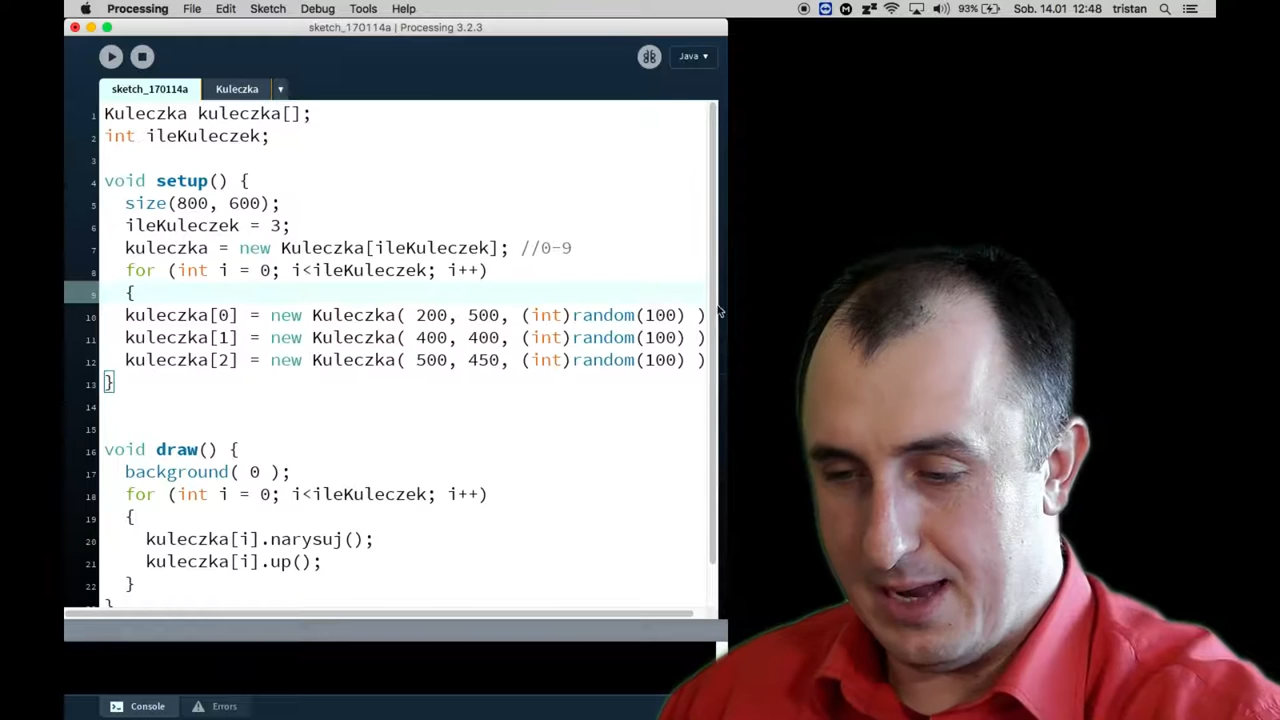 Processing File Edit Sketch Debug Tools Help 93% Sob. 14.01 12:48 tristan
sketch_170114a | Processing 3.2.3
Java ▾
sketch_170114a Kuleczka ▾
1 Kuleczka kuleczka[];
2 int ileKuleczek;
3
4 void setup() {
5 size(800, 600);
6 ileKuleczek = 3;
7 kuleczka = new Kuleczka[ileKuleczek]; //0-9
8 for (int i = 0; i<ileKuleczek; i++)
9 {
10 kuleczka[0] = new Kuleczka( 200, 500, (int)random(100) )
11 kuleczka[1] = new Kuleczka( 400, 400, (int)random(100) )
12 kuleczka[2] = new Kuleczka( 500, 450, (int)random(100) )
13 }
14
15
16 void draw() {
17 background( 0 );
18 for (int i = 0; i<ileKuleczek; i++)
19 {
20 kuleczka[i].narysuj();
21 kuleczka[i].up();
22 }
}
Console Errors